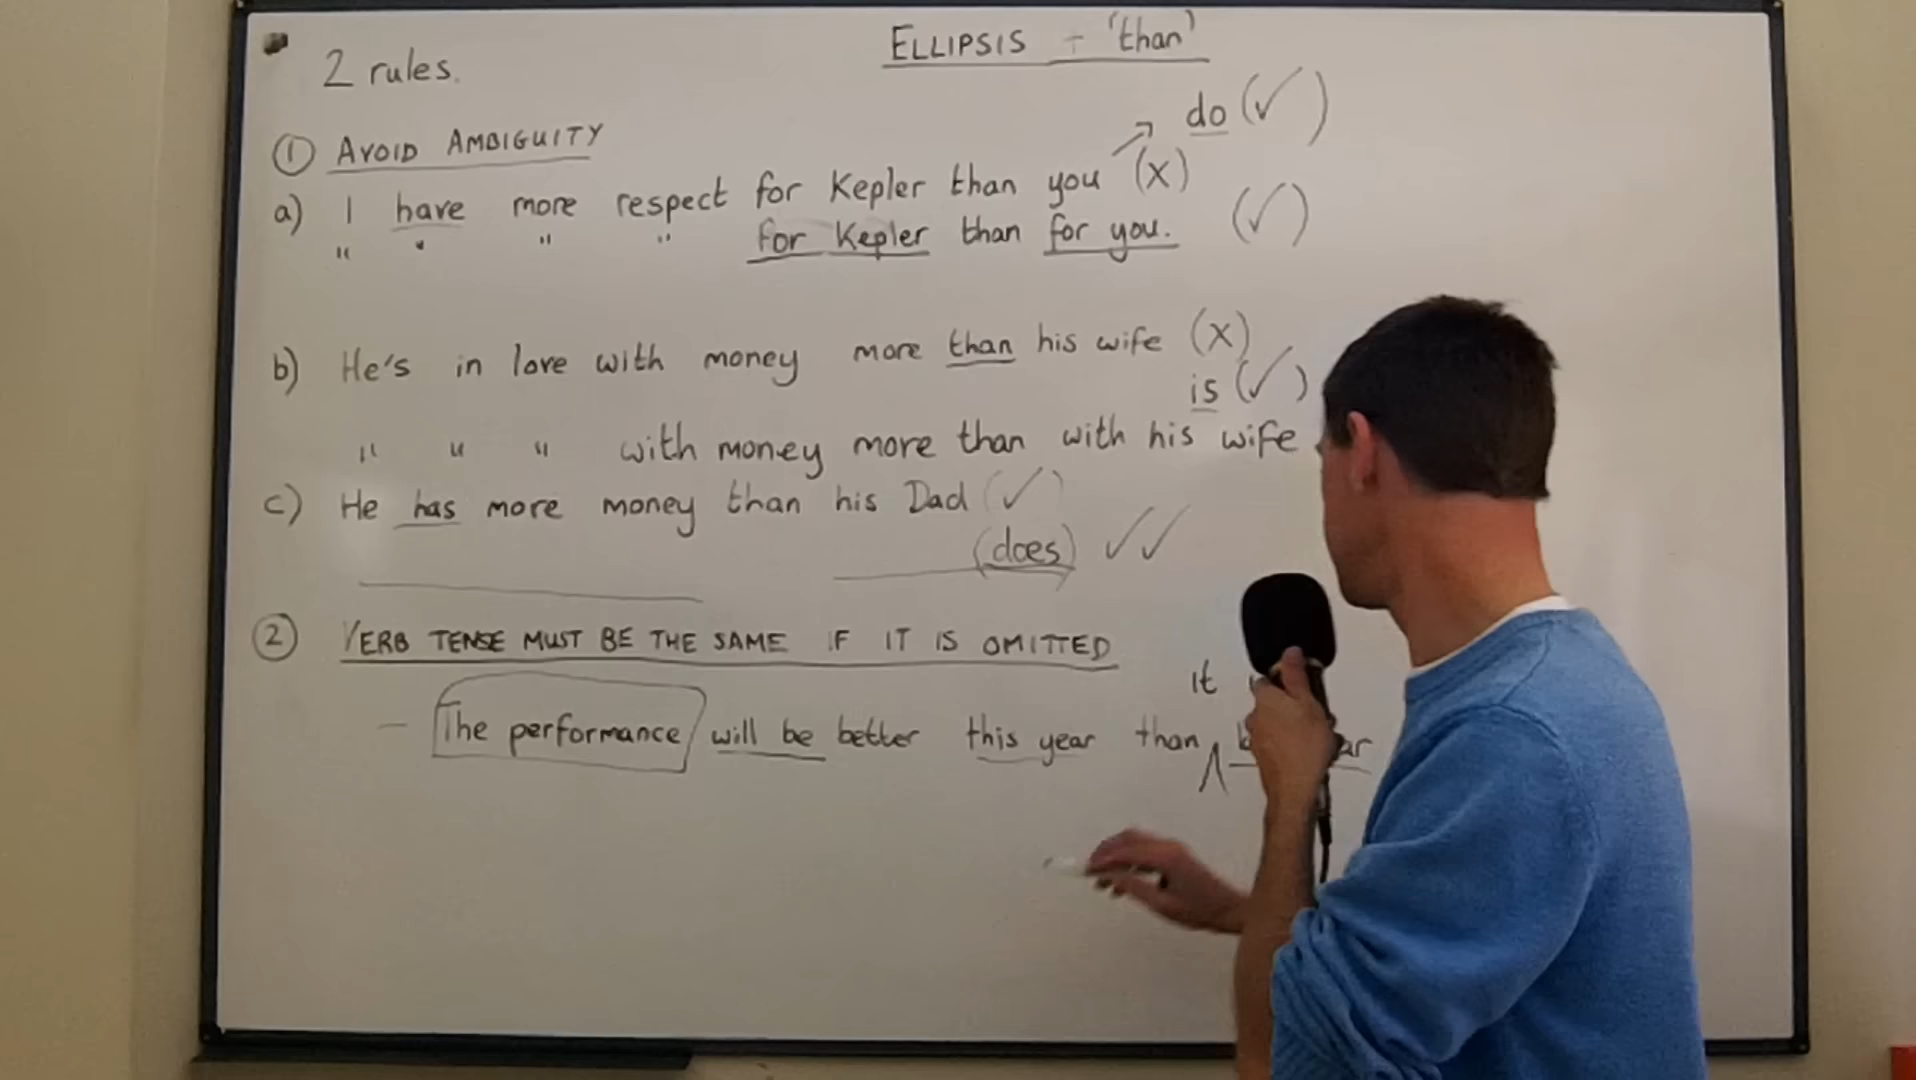 ELLIPSIS - 'than'
2 rules.
① AVOID AMBIGUITY
do (✓)
a) I have more respect for Kepler than you (x)
" " " " for Kepler than for you. (✓)
b) He's in love with money more than his wife (x)
is (✓)
" " " with money more than with his wife
c) He has more money than his Dad (✓)
(does) ✓✓
② VERB TENSE MUST BE THE SAME IF IT IS OMITTED
it
- The performance will be better this year than